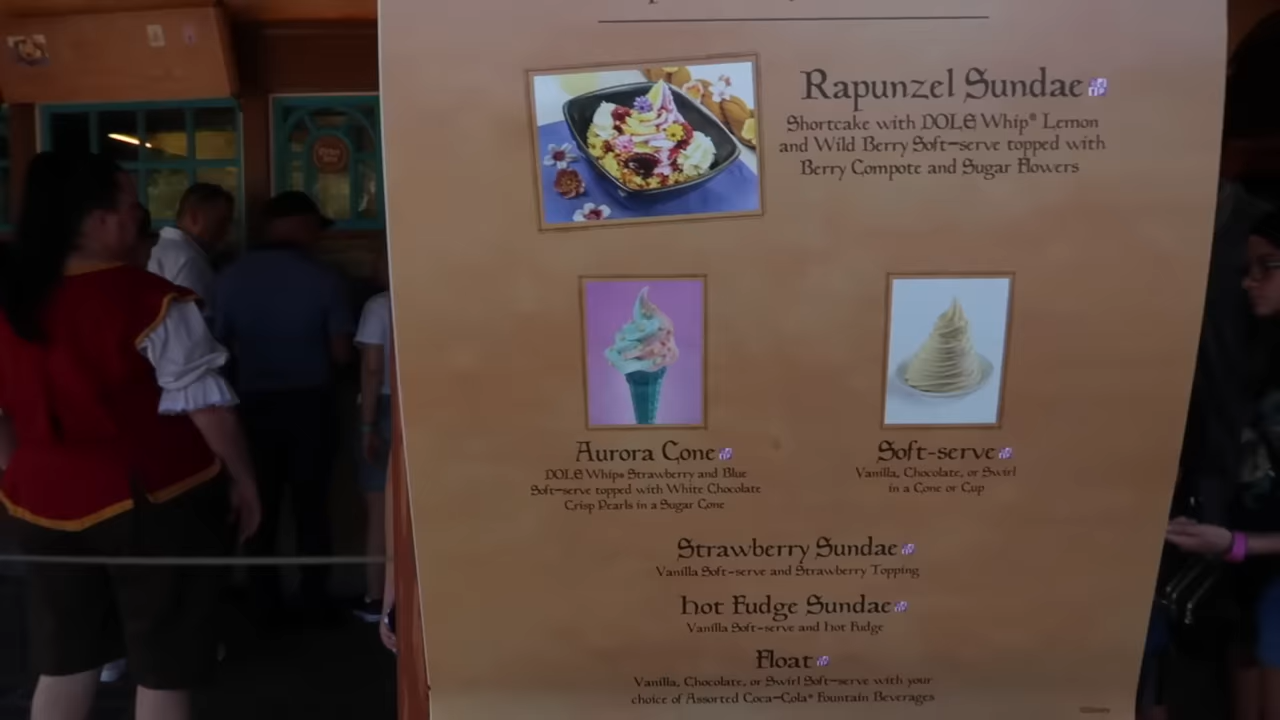 Rapunzel Sundae
Shortcake with DOLE Whip® Lemon
and Wild Berry Soft-serve topped with
Berry Compote and Sugar Flowers
Aurora Cone
DOLE Whip® Strawberry and Blue
Soft-serve topped with White Chocolate
Crisp Pearls in a Sugar Cone
Soft-serve
Vanilla, Chocolate, or Swirl
in a Cone or Cup
Strawberry Sundae
Vanilla Soft-serve and Strawberry Topping
Hot Fudge Sundae
Vanilla Soft-serve and Hot Fudge
Float
Vanilla, Chocolate, or Swirl Soft-serve with your
choice of Assorted Coca-Cola® Fountain Beverages
©Disney